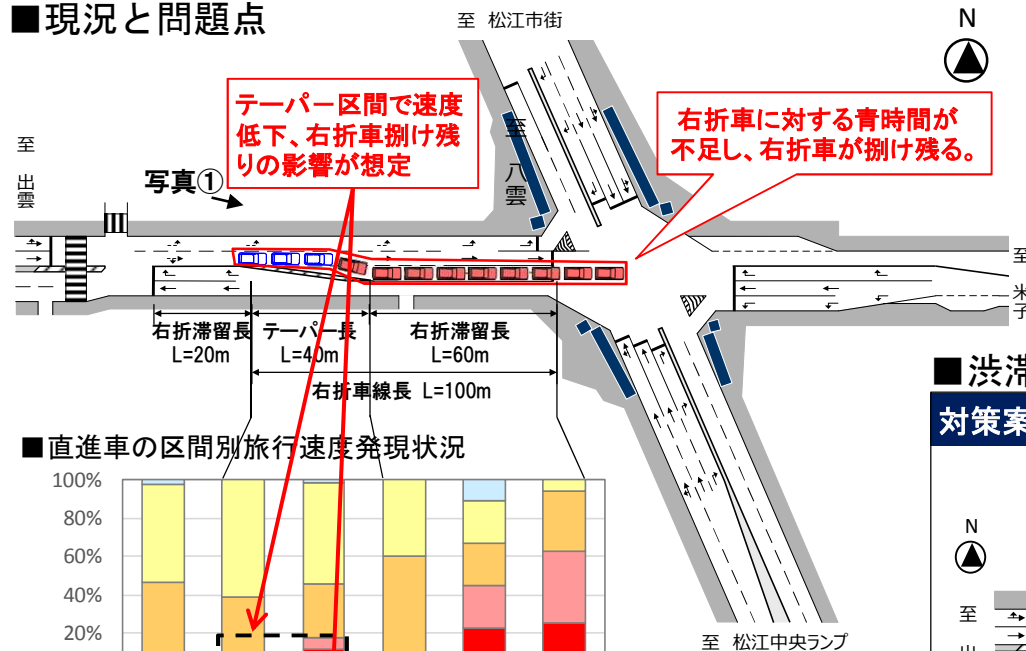 ■現況と問題点
至 松江市街
N
テーパー区間で速度
低下、右折車捌け残
りの影響が想定
右折車に対する青時間が
不足し、右折車が捌け残る。
至 出雲
写真①
至 八雲
至 米子
右折滞留長
L=20m
テーパー長
L=40m
右折滞留長
L=60m
右折車線長 L=100m
■渋滞
対策案
■直進車の区間別旅行速度発現状況
100%
80%
60%
40%
20%
至 松江中央ランプ
N
至